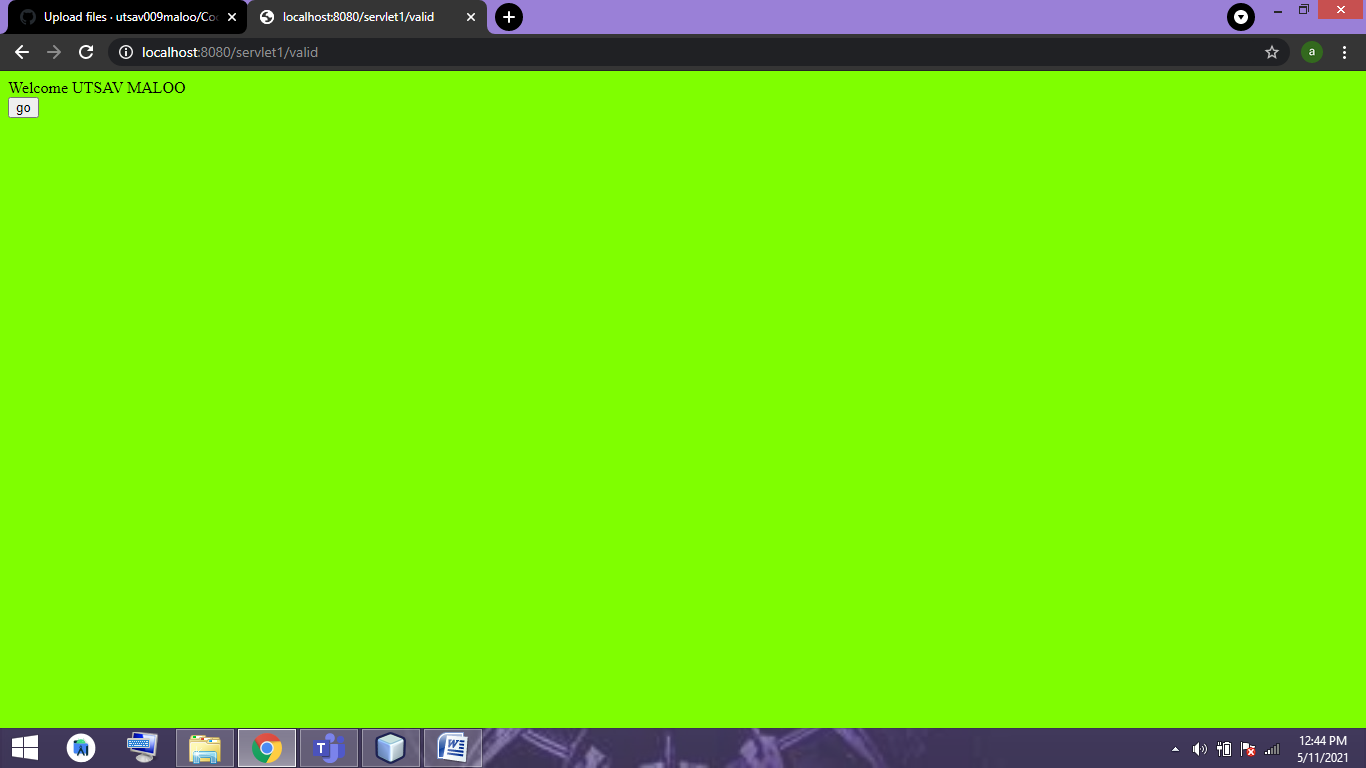 Upload files · utsav009maloo/Co
localhost:8080/servlet1/valid
localhost:8080/servlet1/valid
a
Welcome UTSAV MALOO
go
12:44 PM
5/11/2021